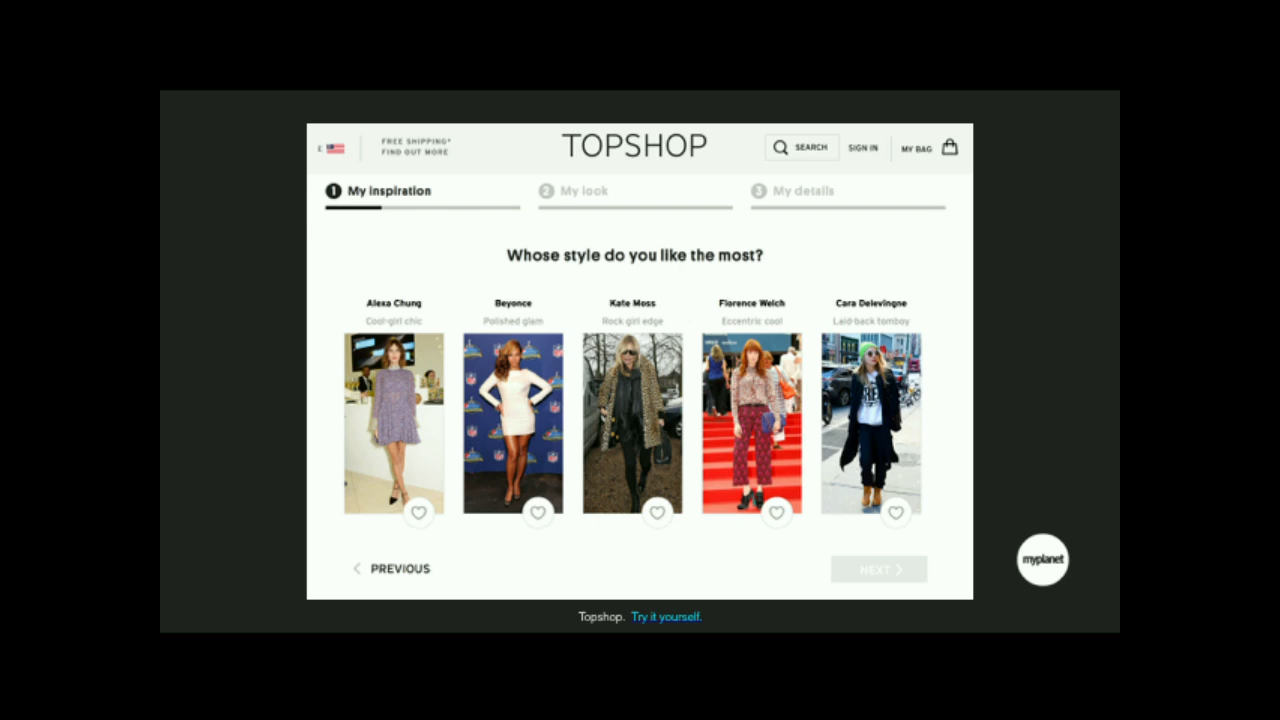 FREE SHIPPING*
FIND OUT MORE
TOPSHOP
SEARCH
SIGN IN
MY BAG
1 My inspiration
2 My look
3 My details
Whose style do you like the most?
Alexa Chung
Cool-girl chic
Beyonce
Polished glam
Kate Moss
Rock girl edge
Florence Welch
Eccentric cool
Cara Delevingne
Laid-back tomboy
PREVIOUS
NEXT
myplanet
Topshop. Try it yourself.